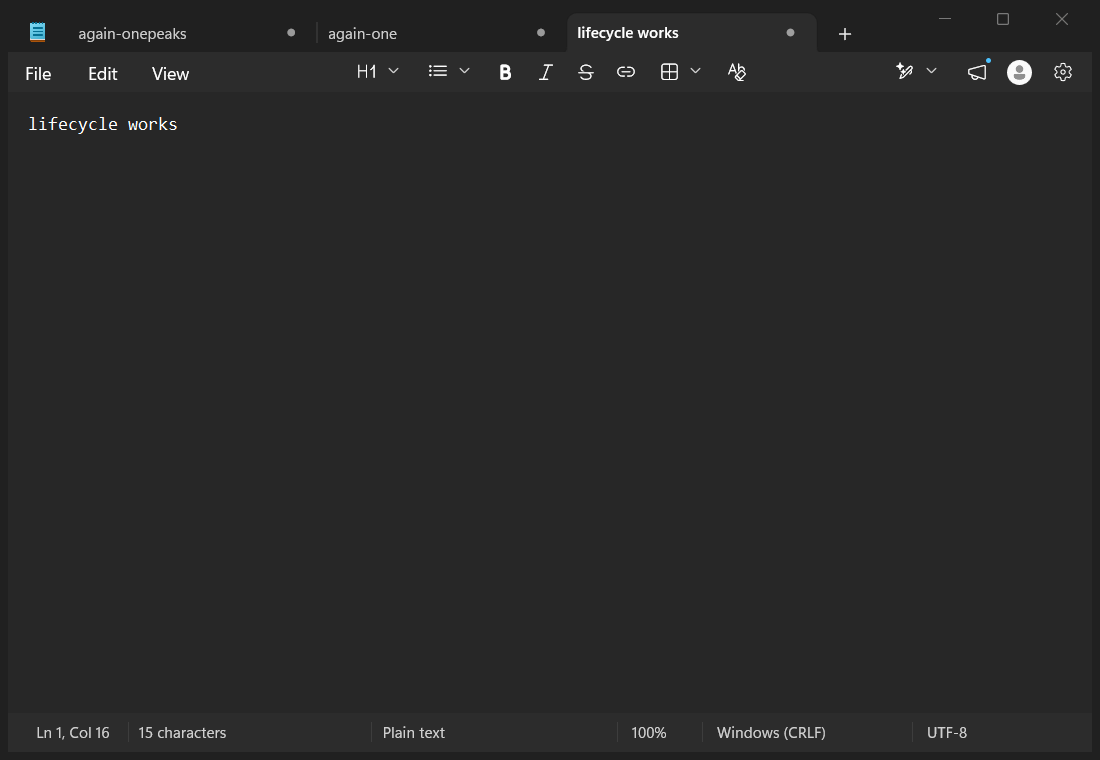 again-onepeaks
again-one
lifecycle works
File Edit View H1 B I S Ab
lifecycle works
Ln 1, Col 16 15 characters Plain text 100% Windows (CRLF) UTF-8